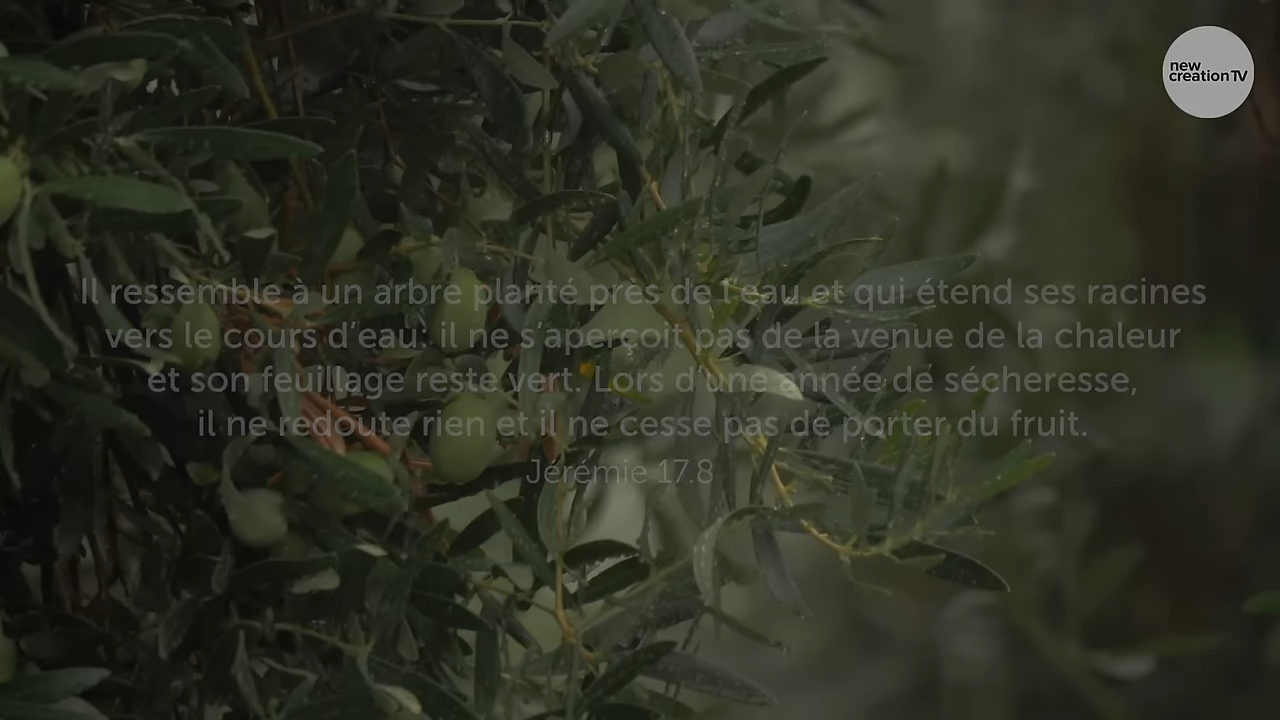 new
creation TV
Il ressemble à un arbre planté près de l'eau et qui étend ses racines
vers le cours d'eau: il ne s'aperçoit pas de la venue de la chaleur
et son feuillage reste vert. Lors d'une année de sécheresse,
il ne redoute rien et il ne cesse pas de porter du fruit.
Jérémie 17.8